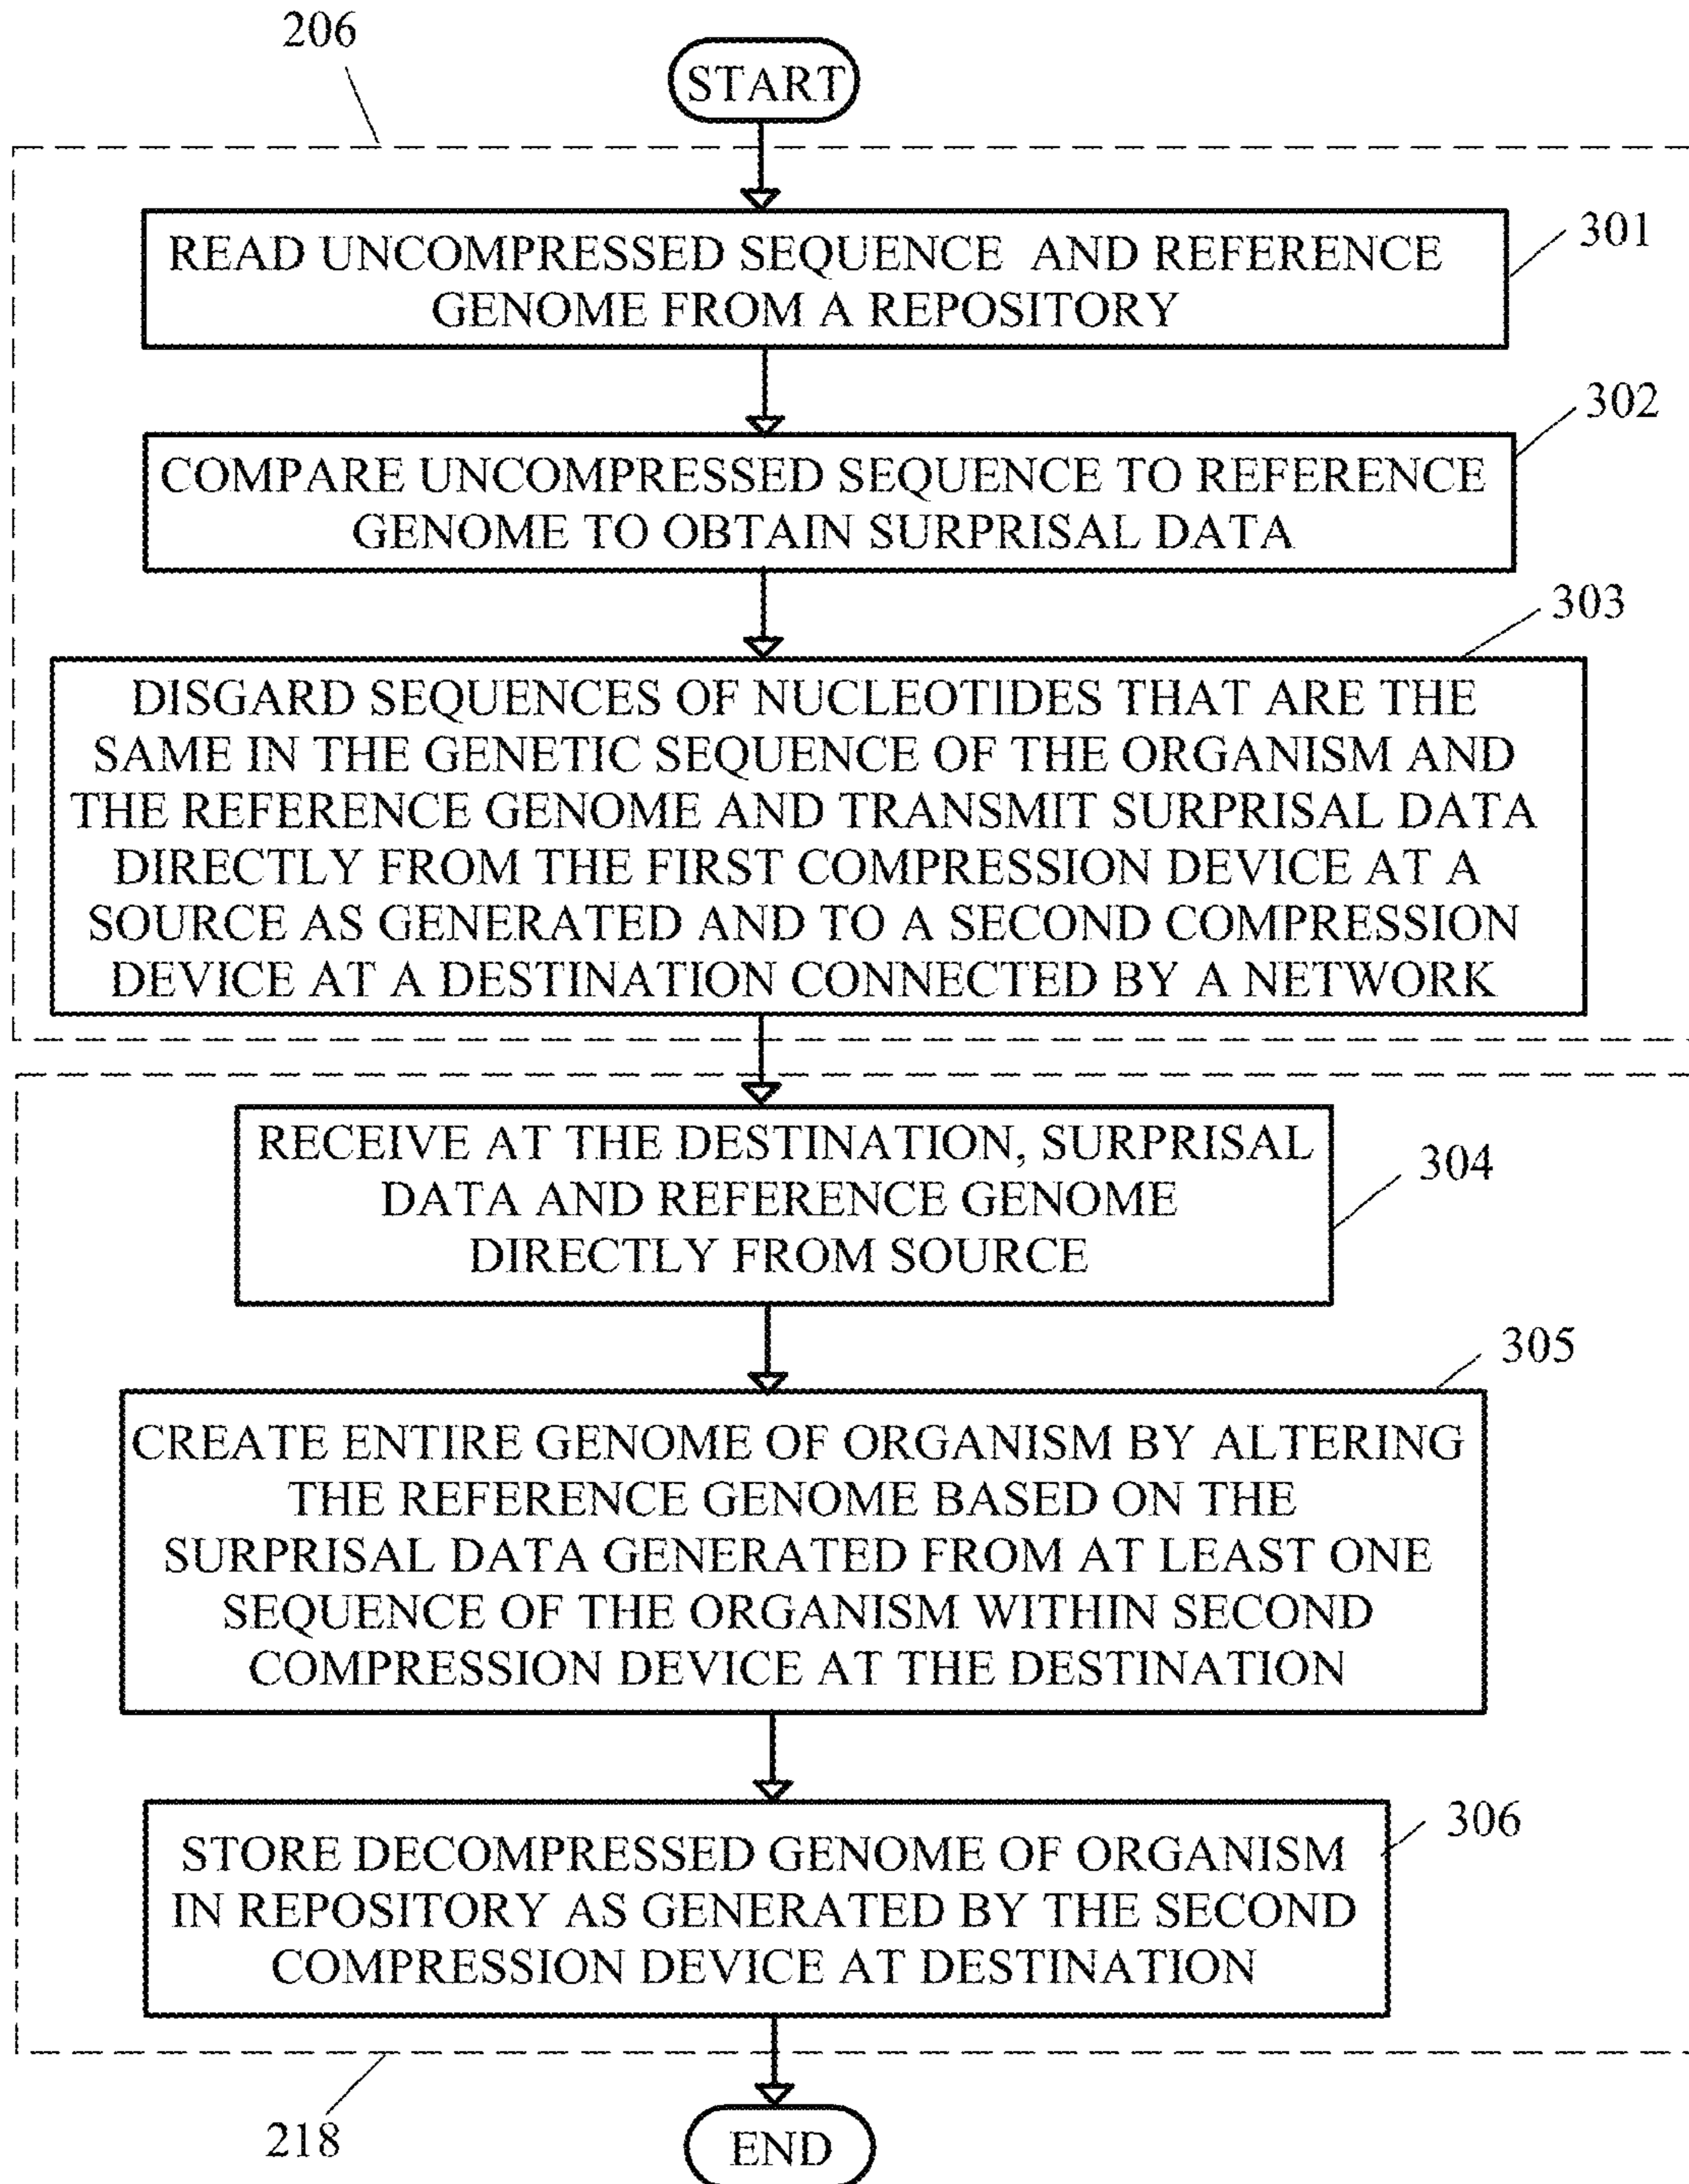 206
START
READ UNCOMPRESSED SEQUENCE AND REFERENCE
GENOME FROM A REPOSITORY
301
COMPARE UNCOMPRESSED SEQUENCE TO REFERENCE
GENOME TO OBTAIN SURPRISAL DATA
302
DISGARD SEQUENCES OF NUCLEOTIDES THAT ARE THE
SAME IN THE GENETIC SEQUENCE OF THE ORGANISM AND
THE REFERENCE GENOME AND TRANSMIT SURPRISAL DATA
DIRECTLY FROM THE FIRST COMPRESSION DEVICE AT A
SOURCE AS GENERATED AND TO A SECOND COMPRESSION
DEVICE AT A DESTINATION CONNECTED BY A NETWORK
303
RECEIVE AT THE DESTINATION, SURPRISAL
DATA AND REFERENCE GENOME
DIRECTLY FROM SOURCE
304
CREATE ENTIRE GENOME OF ORGANISM BY ALTERING
THE REFERENCE GENOME BASED ON THE
SURPRISAL DATA GENERATED FROM AT LEAST ONE
SEQUENCE OF THE ORGANISM WITHIN SECOND
COMPRESSION DEVICE AT THE DESTINATION
305
STORE DECOMPRESSED GENOME OF ORGANISM
IN REPOSITORY AS GENERATED BY THE SECOND
COMPRESSION DEVICE AT DESTINATION
306
218
END